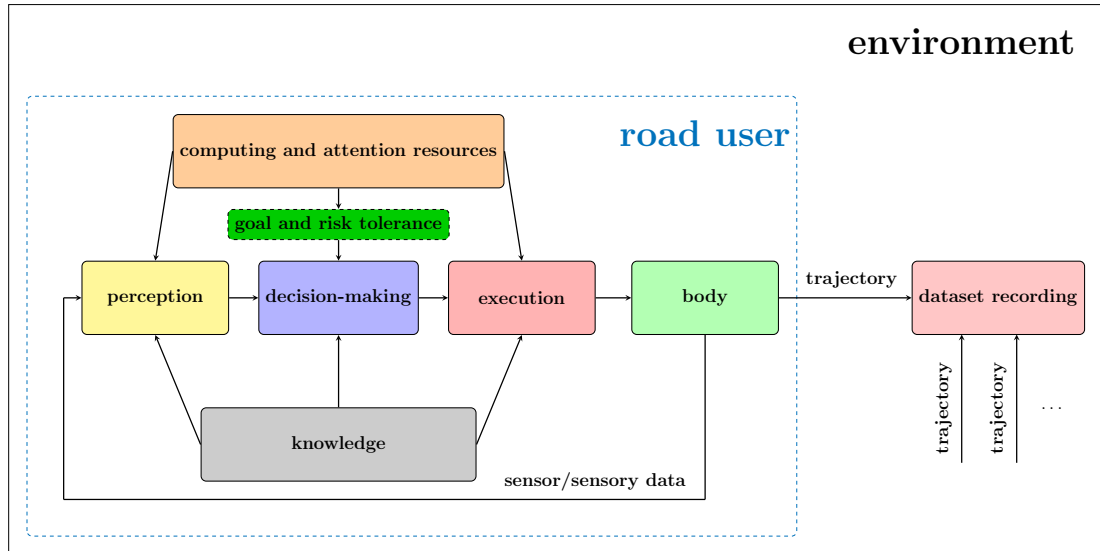 environment
road user
computing and attention resources
goal and risk tolerance
perception
decision-making
execution
body
trajectory
dataset recording
knowledge
trajectory
trajectory
...
sensor/sensory data